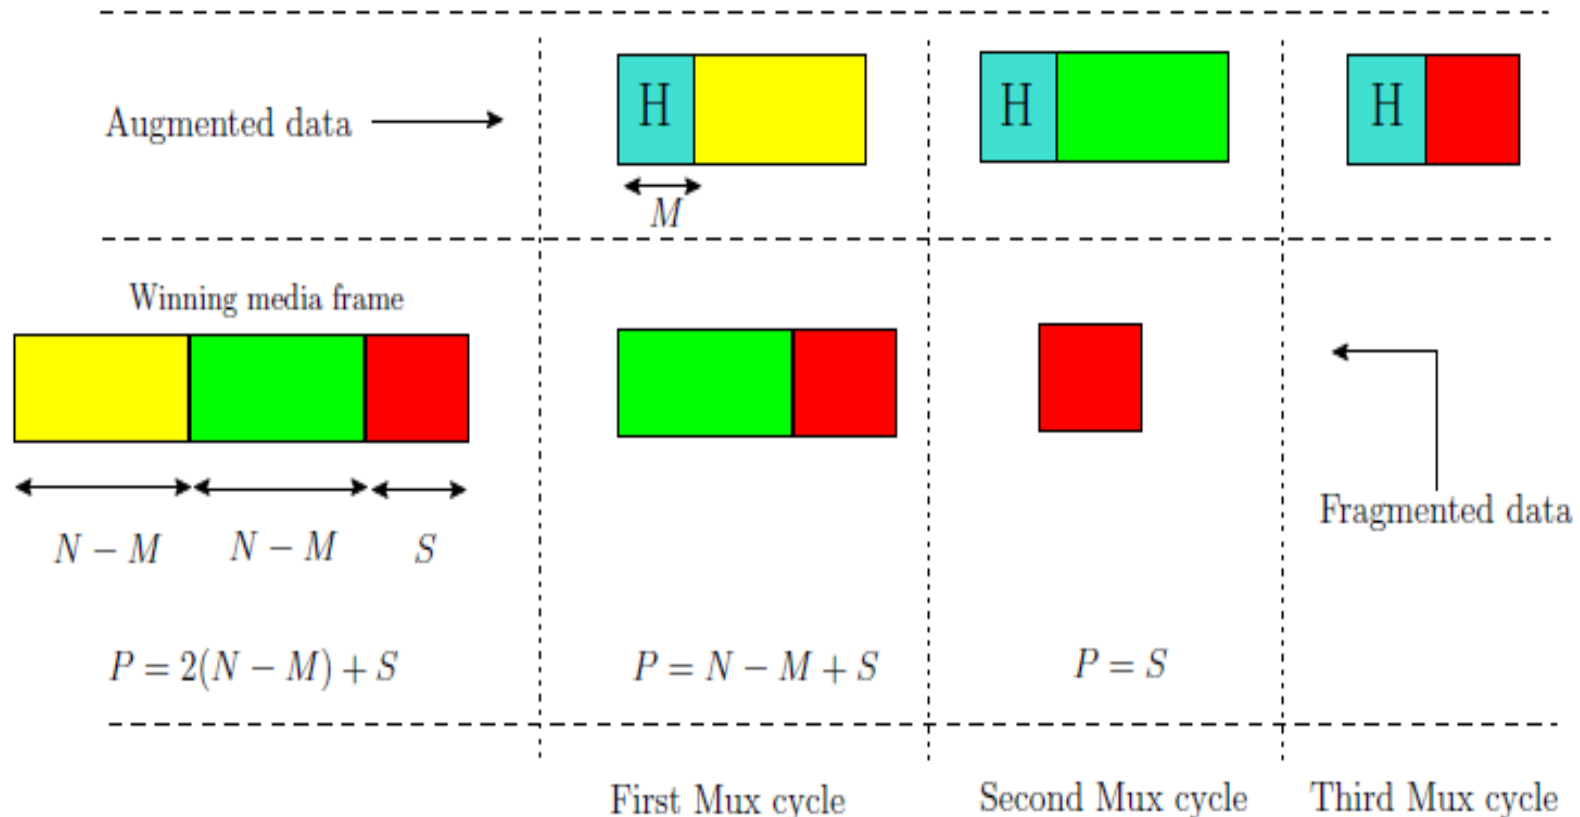 Augmented data
H
H
H
M
Winning media frame
N − M
N − M
S
Fragmented data
P = 2(N − M) + S
P = N − M + S
P = S
First Mux cycle
Second Mux cycle
Third Mux cycle